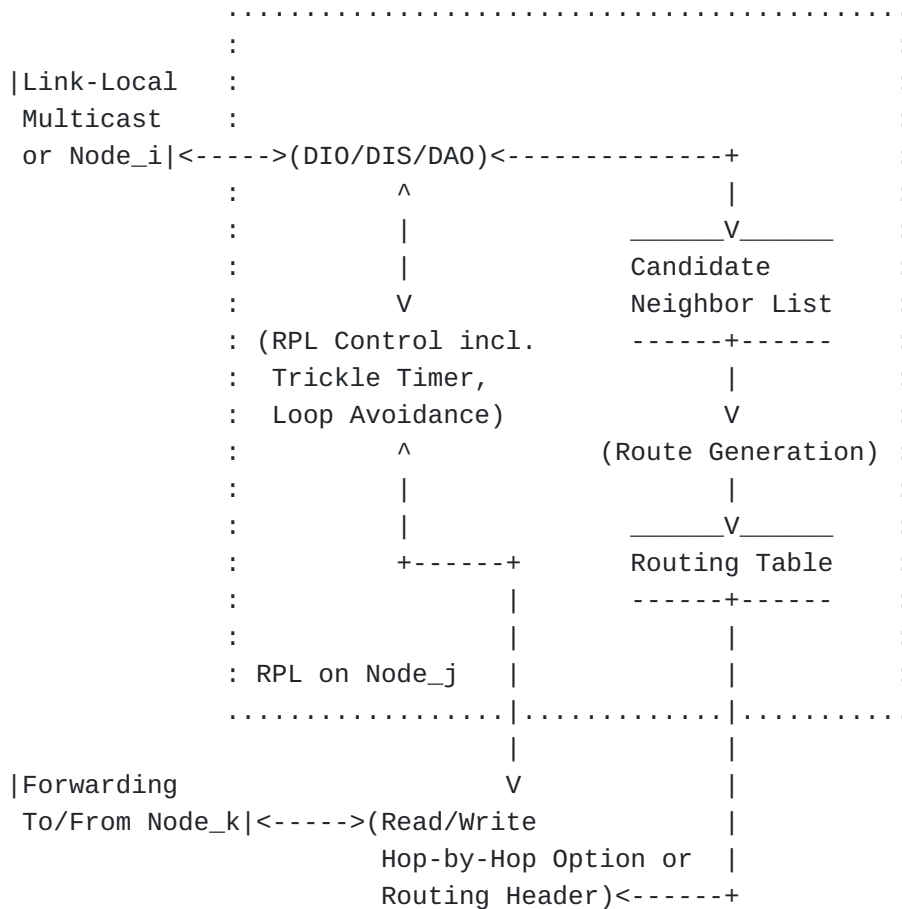 ............................................
:                                            :
|Link-Local   :                                            :
Multicast    :                                            :
or Node_i|<----->(DIO/DIS/DAO)<--------------+           :
:          ^                     |           :
:          |               ______V______     :
:          |               Candidate         :
:          V               Neighbor List     :
: (RPL Control incl.       ------+------     :
:  Trickle Timer,                |           :
:  Loop Avoidance)               V           :
:          ^             (Route Generation)  :
:          |                     |           :
:          |               ______V______     :
:          +------+        Routing Table     :
:                 |        ------+------     :
:                 |              |           :
: RPL on Node_j   |              |           :
..................|..............|...........
|              |
|Forwarding                      V              |
To/From Node_k|<----->(Read/Write              |
Hop-by-Hop Option or  |
Routing Header)<------+